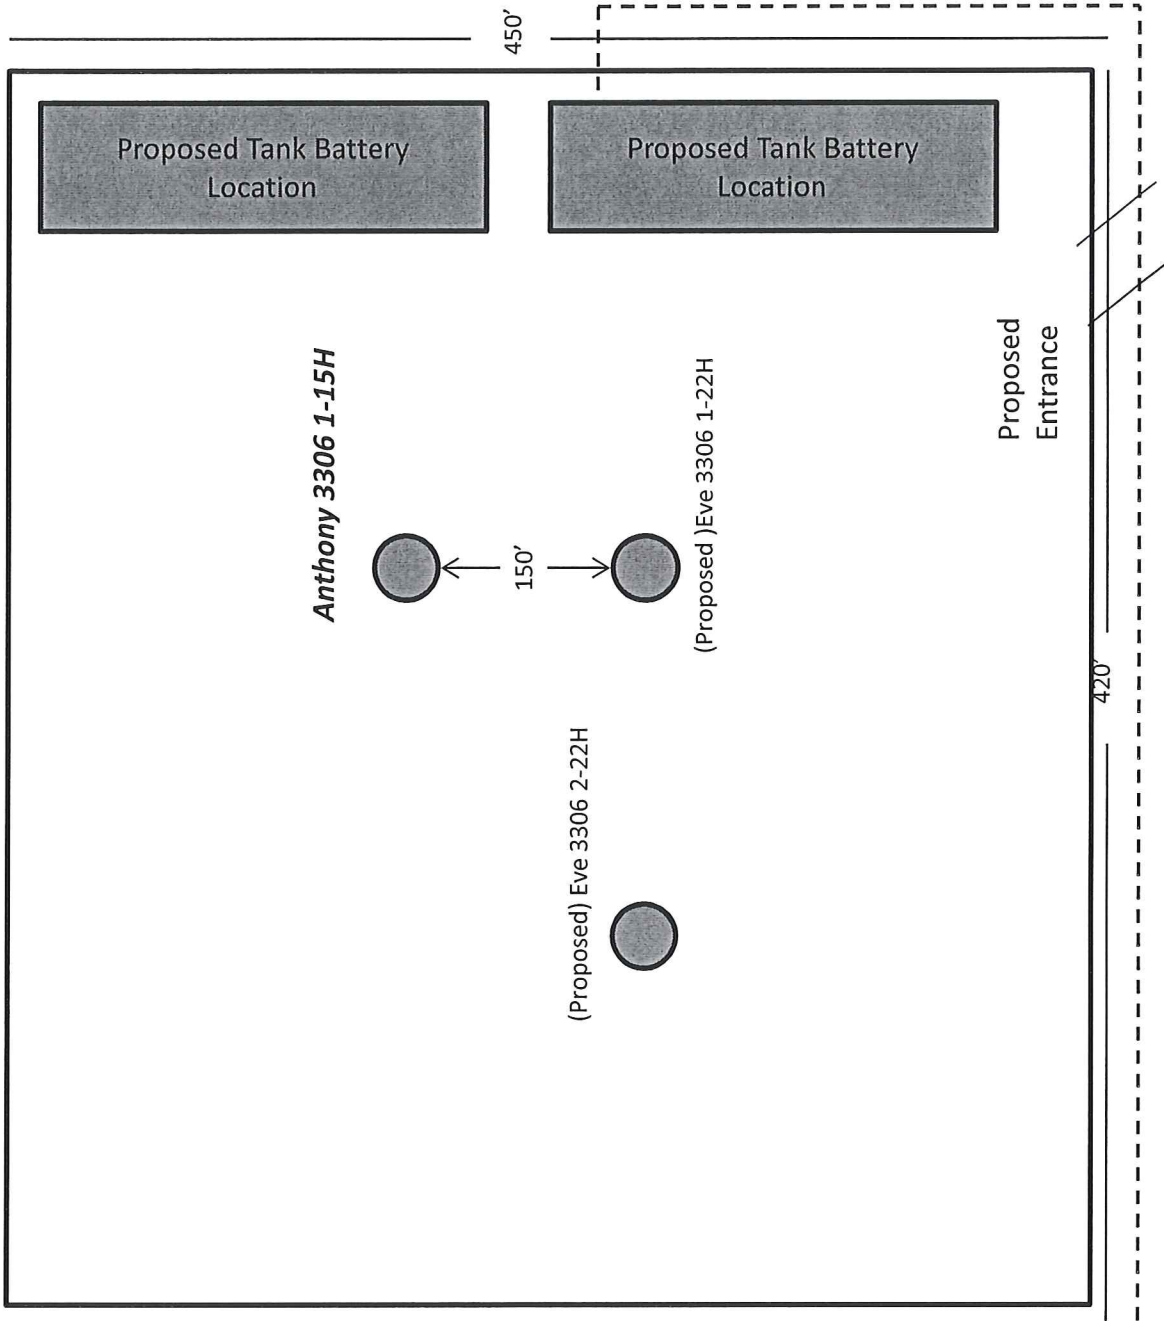 450’
Proposed Tank Battery
Location
Proposed Tank Battery
Location
Anthony 3306 1-15H
(Proposed )Eve 3306 1-22H
Proposed
Entrance
150’
420’
(Proposed) Eve 3306 2-22H